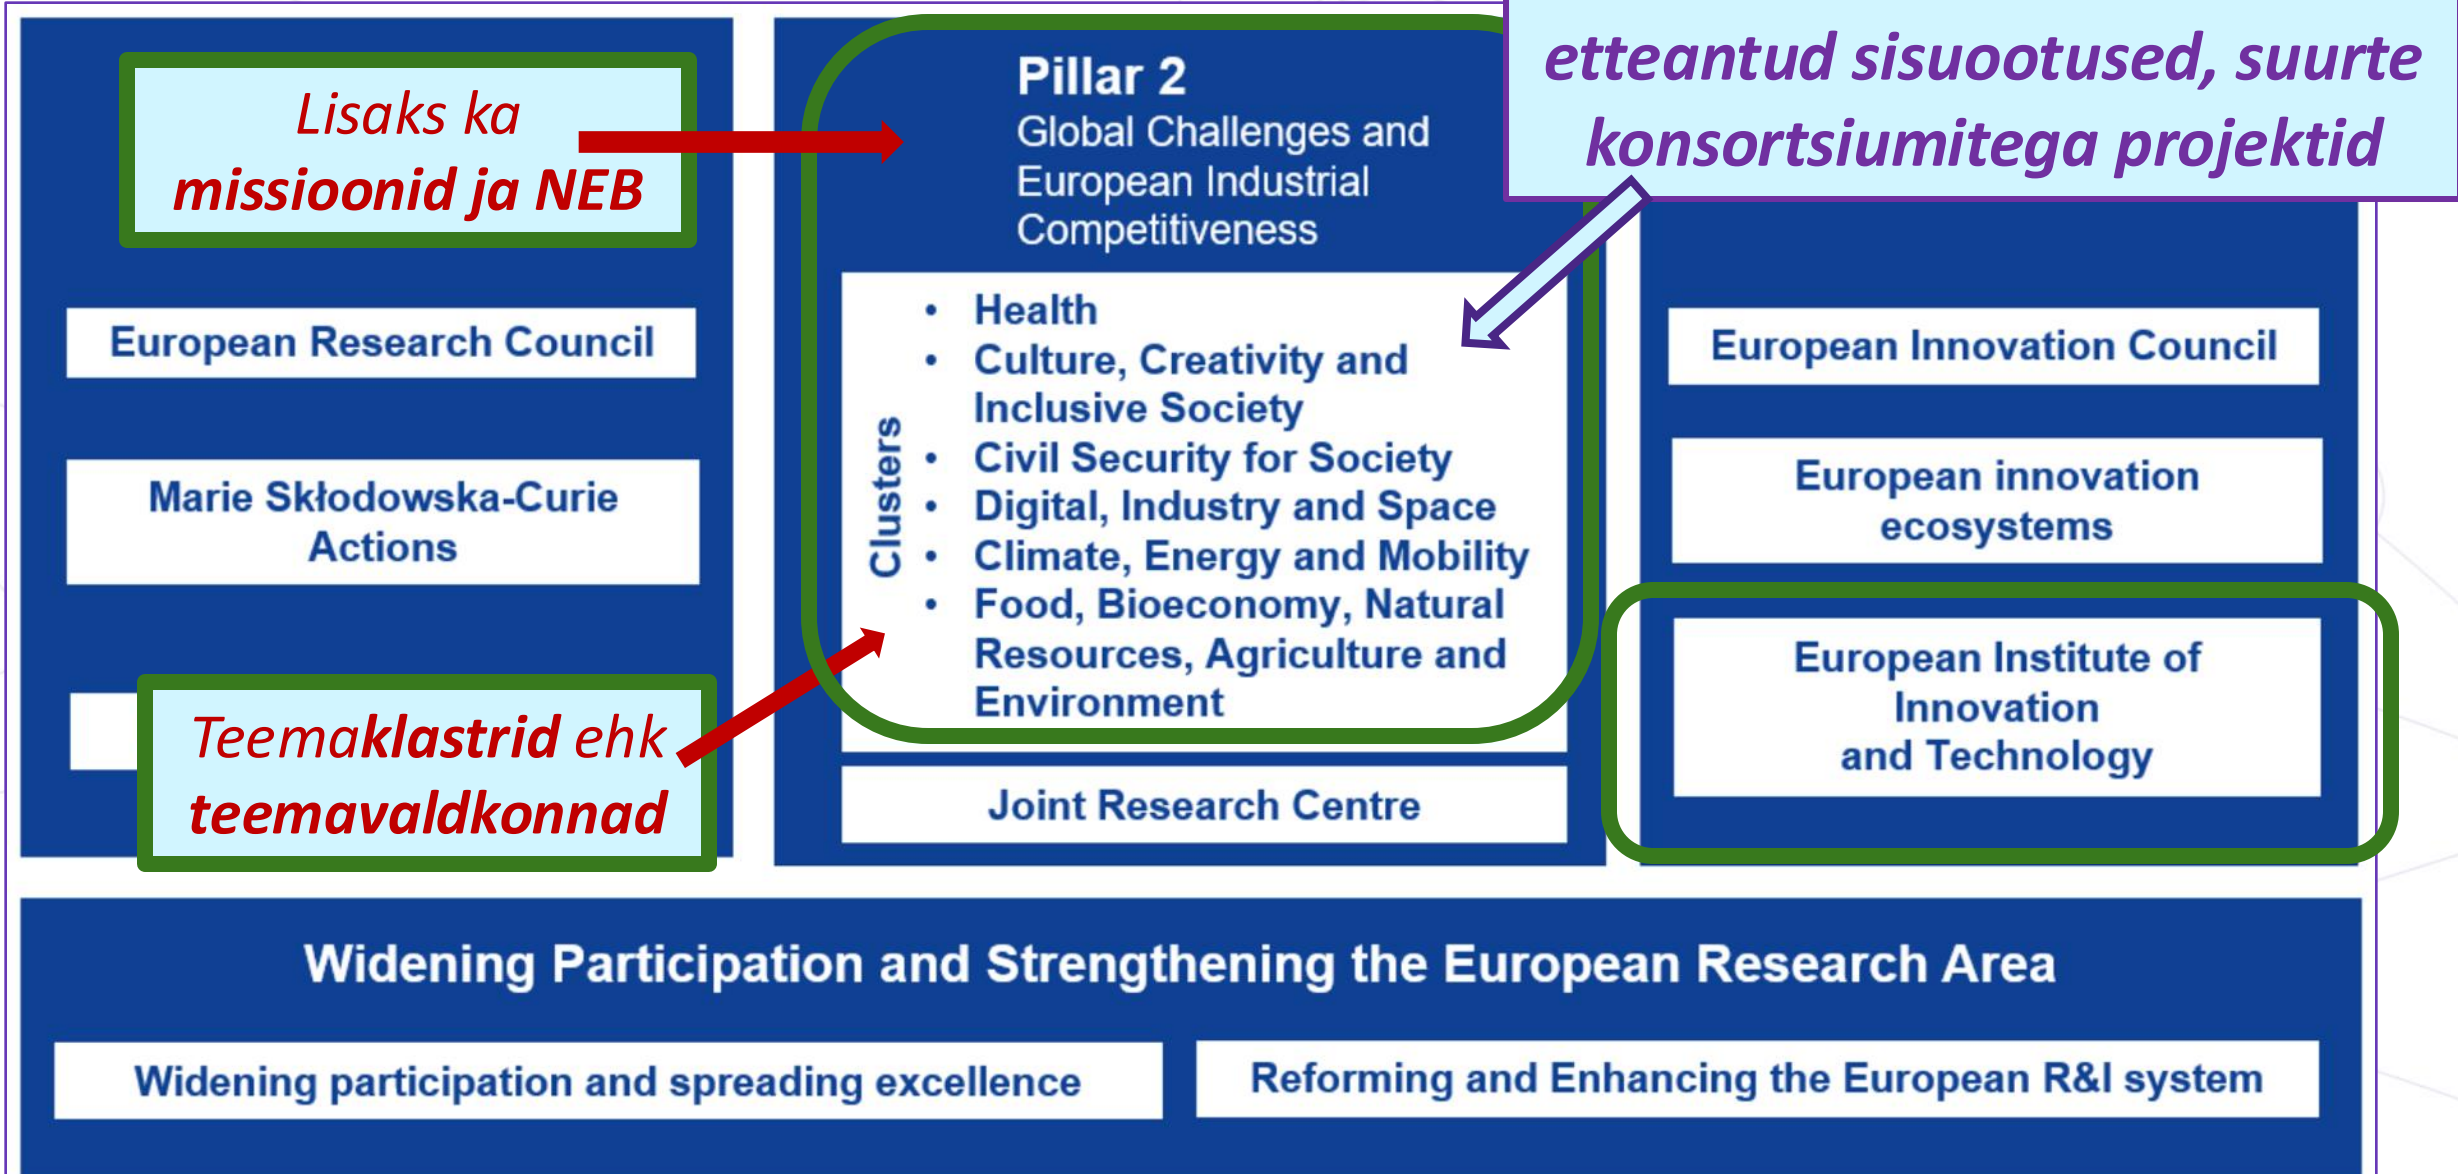 Lisaks ka
missioonid ja NEB
European Research Council
Marie Skłodowska-Curie
Actions
Teemaklastrid ehk
teemavaldkonnad
Pillar 2
Global Challenges and
European Industrial
Competitiveness
Clusters
• Health
• Culture, Creativity and
Inclusive Society
• Civil Security for Society
• Digital, Industry and Space
• Climate, Energy and Mobility
• Food, Bioeconomy, Natural
Resources, Agriculture and
Environment
Joint Research Centre
etteantud sisuootused, suurte
konsortsiumitega projektid
European Innovation Council
European innovation
ecosystems
European Institute of
Innovation
and Technology
Widening Participation and Strengthening the European Research Area
Widening participation and spreading excellence
Reforming and Enhancing the European R&I system